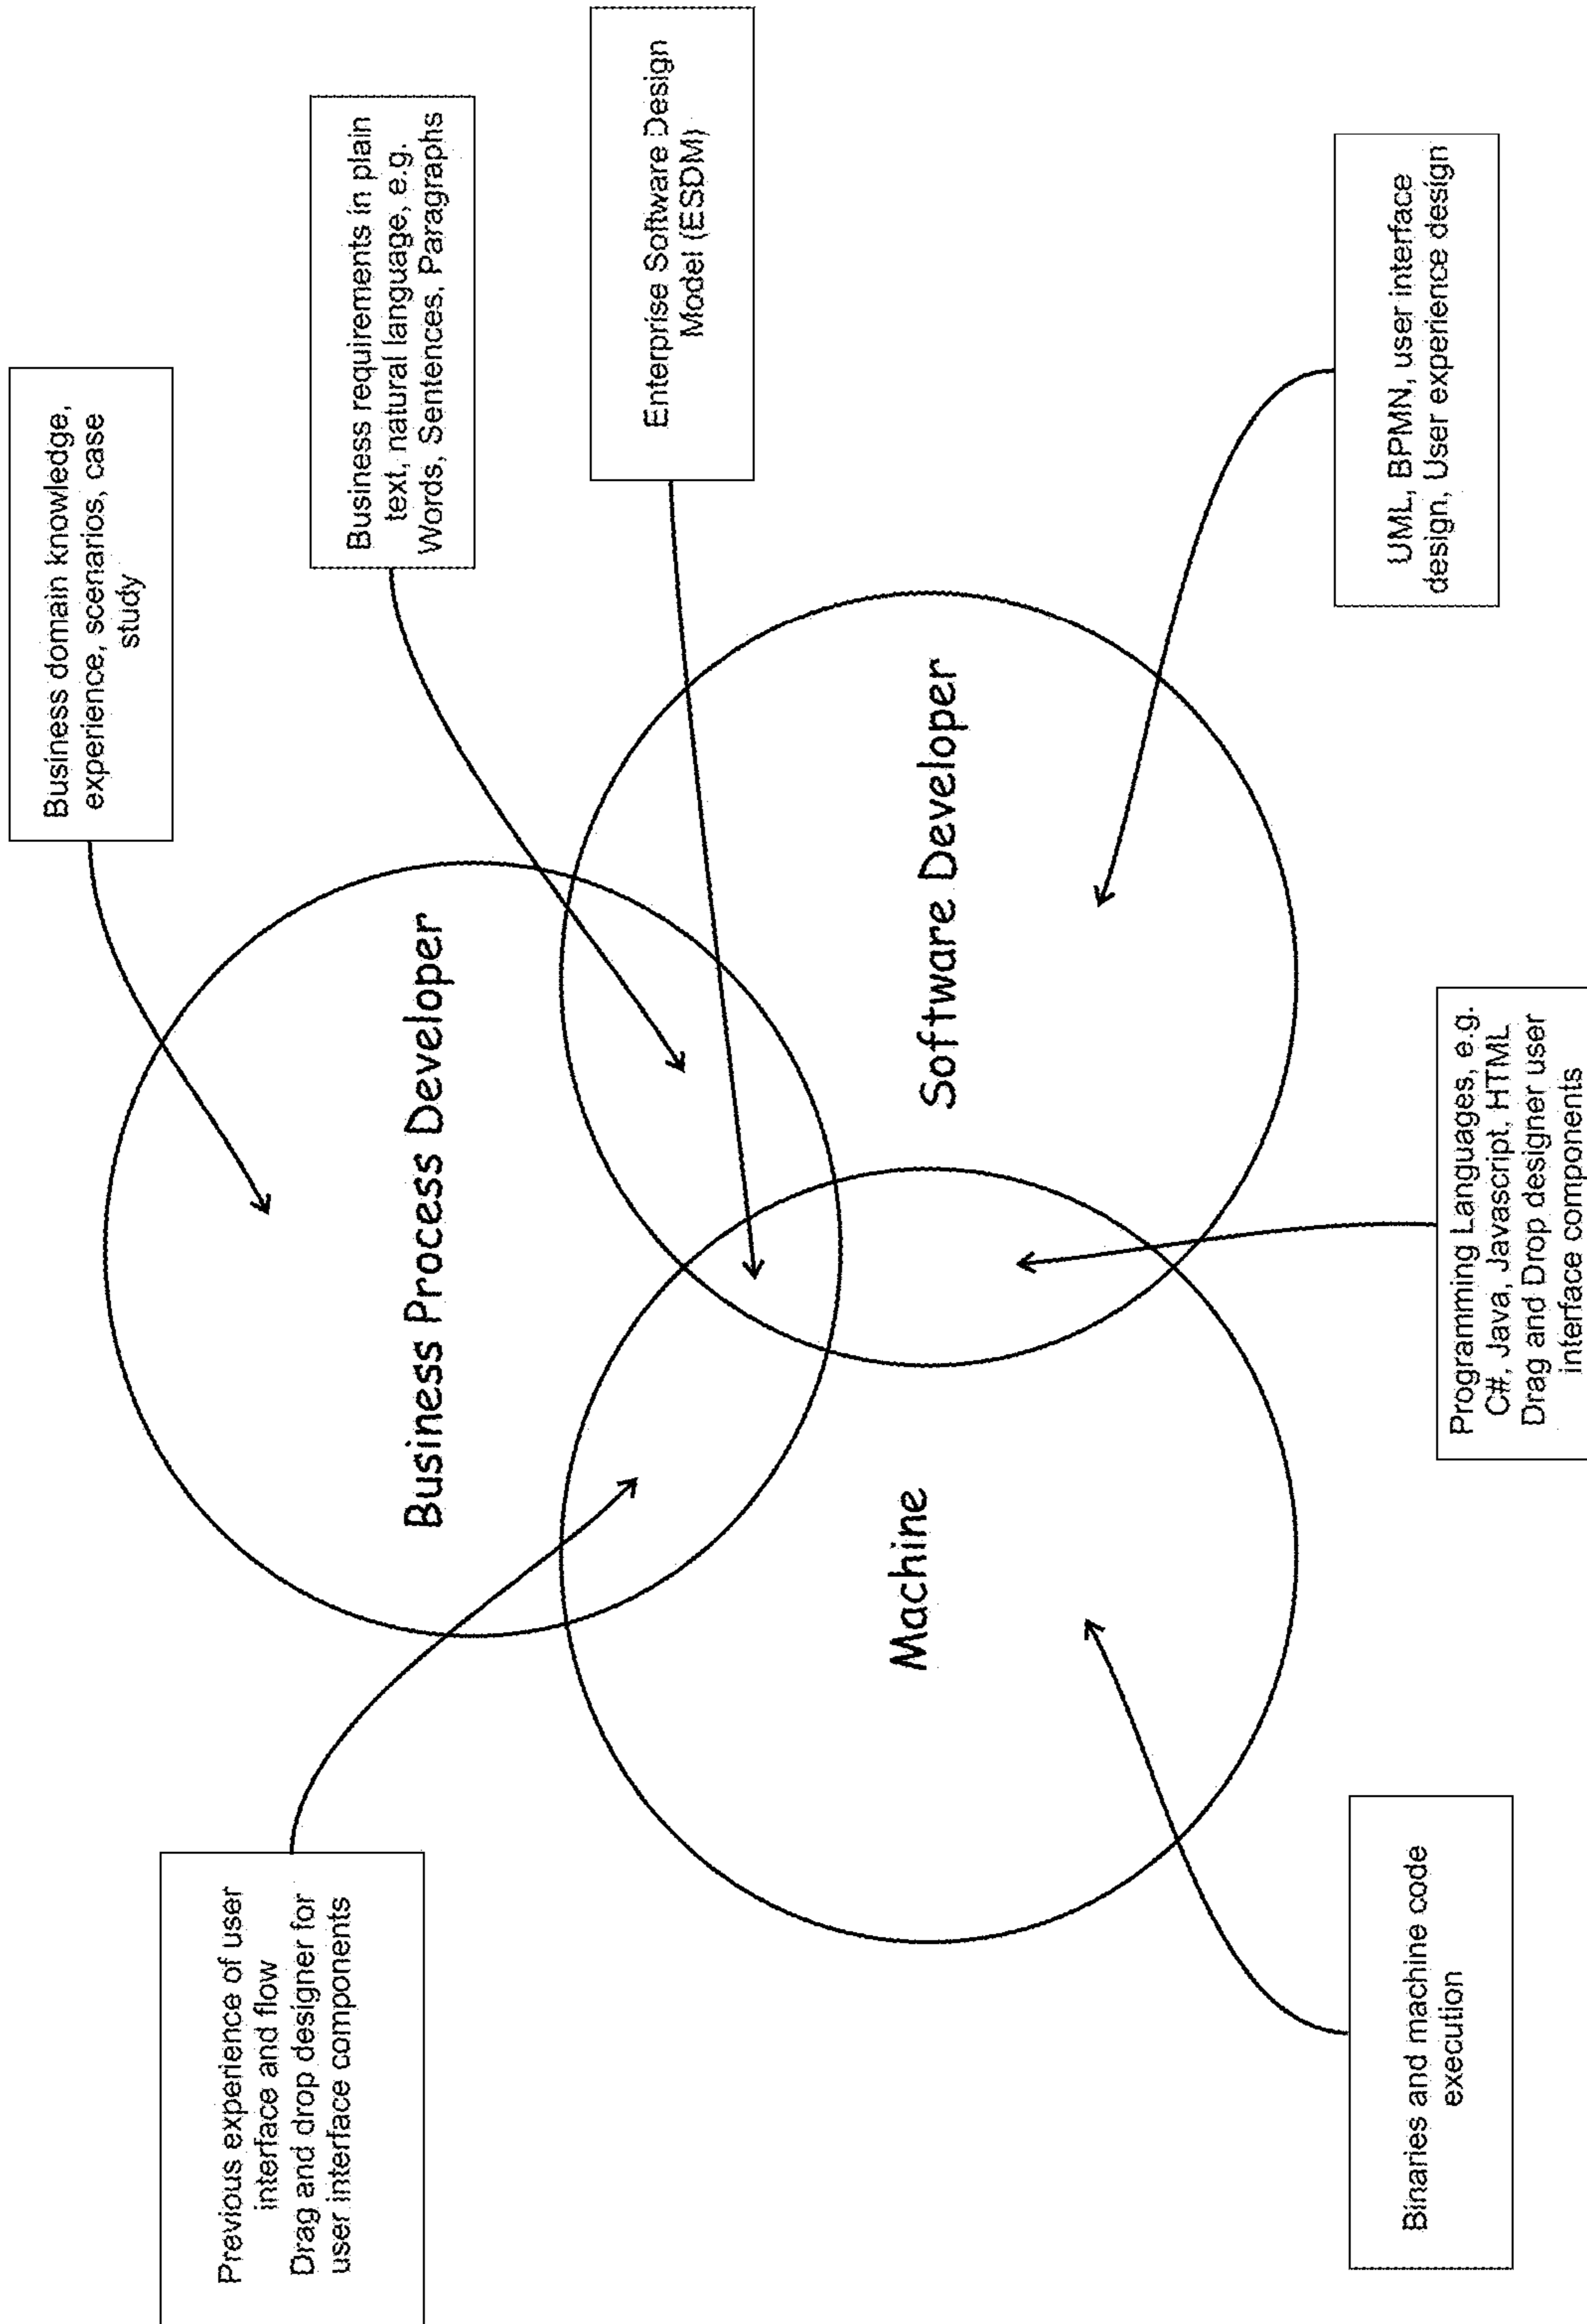 Previous experience of user
interface and flow
Drag and drop designer for
user interface components
Business domain knowledge,
experience, scenarios, case
study
Business requirements in plain
text, natural language, e.g.
Words, Sentences, Paragraphs
Enterprise Software Design
Model (ESDM)
Business Process Developer
Machine
Software Developer
Binaries and machine code
execution
Programming Languages, e.g.
C#, Java, Javascript, HTML
Drag and Drop designer user
interface components
UML, BPMN, user interface
design, User experience design